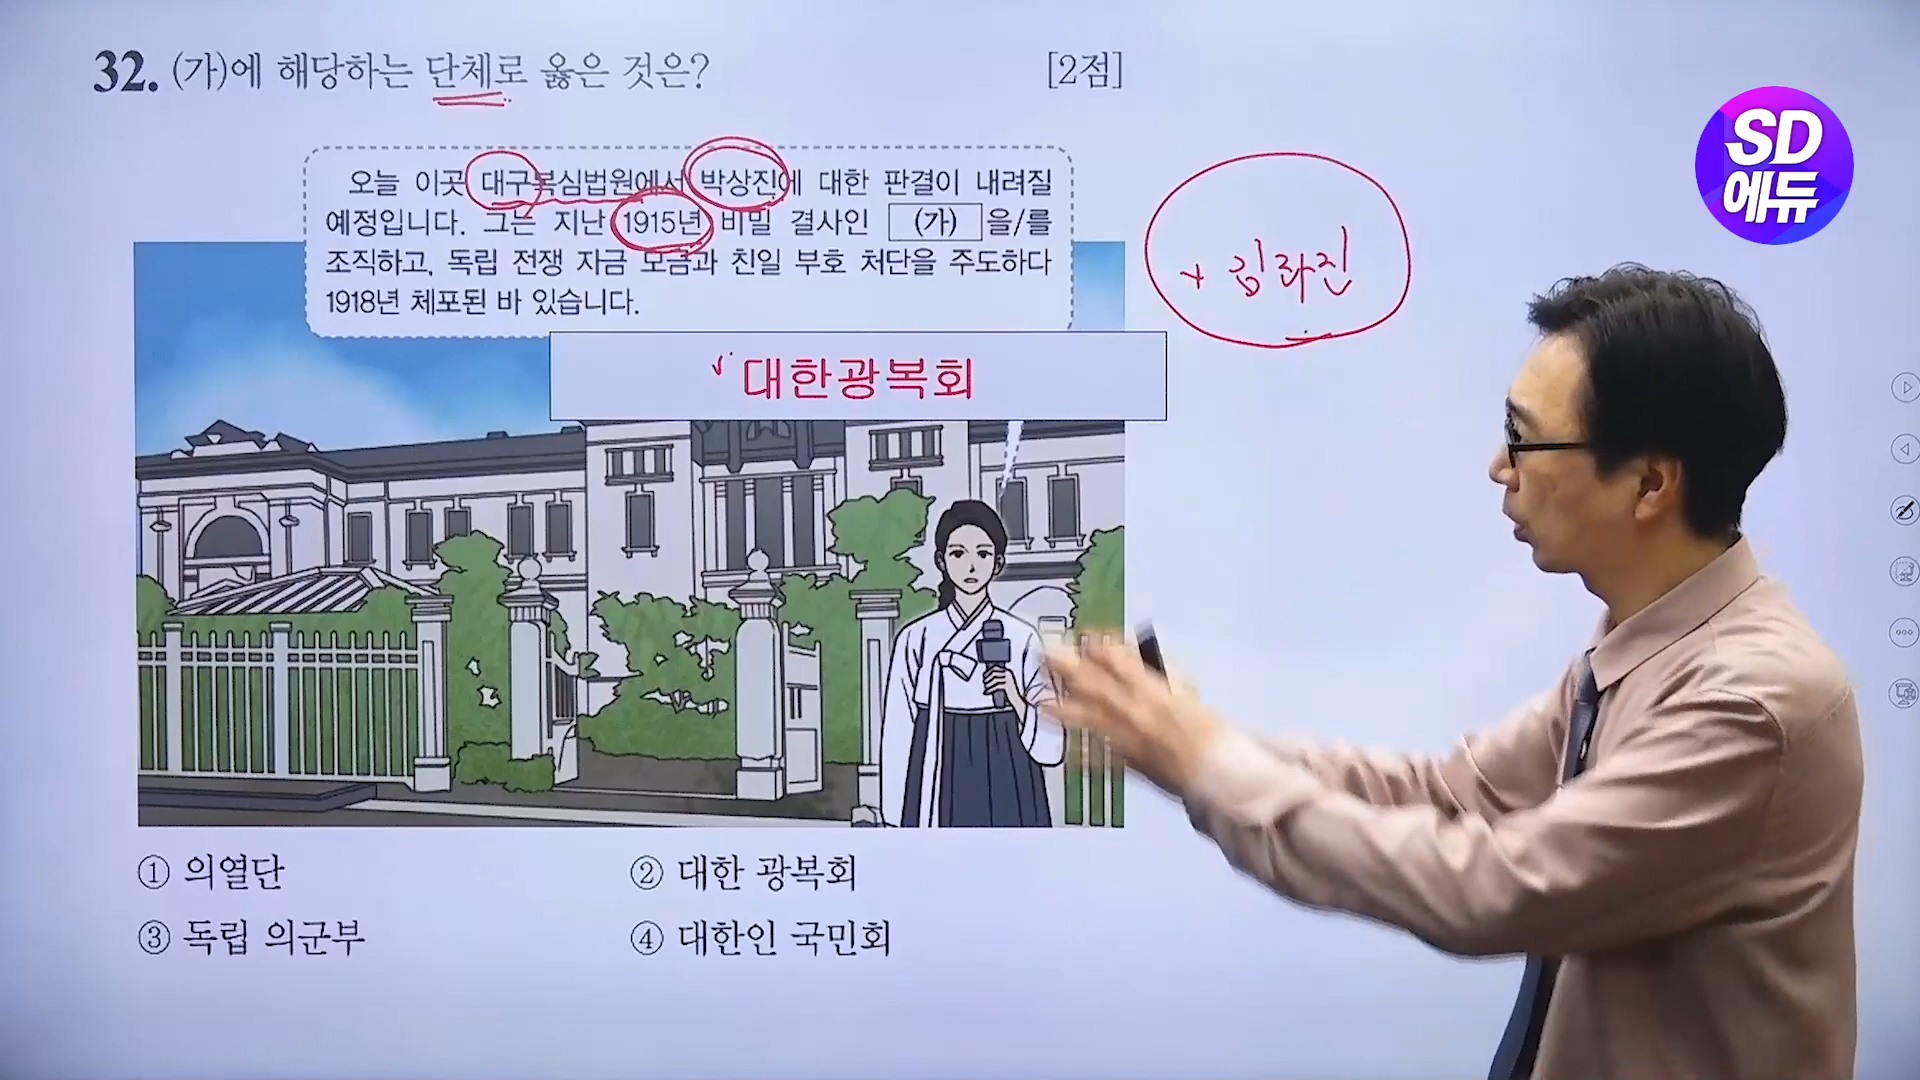 32. (가)에 해당하는 단체로 옳은 것은? [2점]
SD
에듀
오늘 이곳 대구복심법원에서 박상진에 대한 판결이 내려질
예정입니다. 그는 지난 1915년 비밀 결사인 (가) 을/를
조직하고, 독립 전쟁 자금 모금과 친일 부호 처단을 주도하다
1918년 체포된 바 있습니다.
+ 김좌진
대한광복회
① 의열단 ② 대한 광복회
③ 독립 의군부 ④ 대한인 국민회